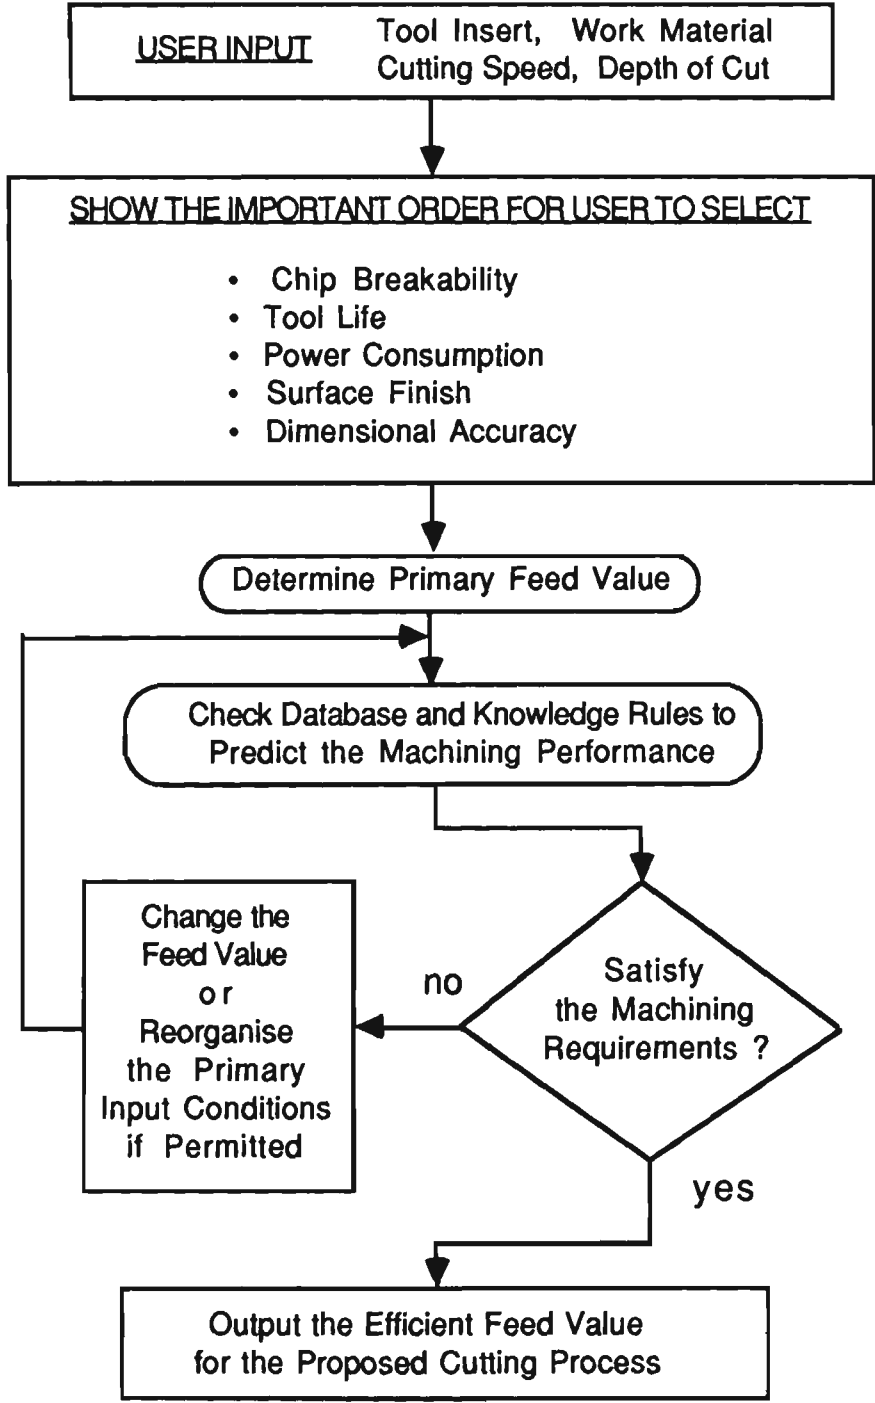 USER INPUT Tool Insert, Work Material
Cutting Speed, Depth of Cut
SHOW THE IMPORTANT ORDER FOR USER TO SELECT
• Chip Breakability
• Tool Life
• Power Consumption
• Surface Finish
• Dimensional Accuracy
Determine Primary Feed Value
Check Database and Knowledge Rules to
Predict the Machining Performance
Change the
Feed Value
or
Reorganise
the Primary
Input Conditions
if Permitted
no
Satisfy
the Machining
Requirements ?
yes
Output the Efficient Feed Value
for the Proposed Cutting Process